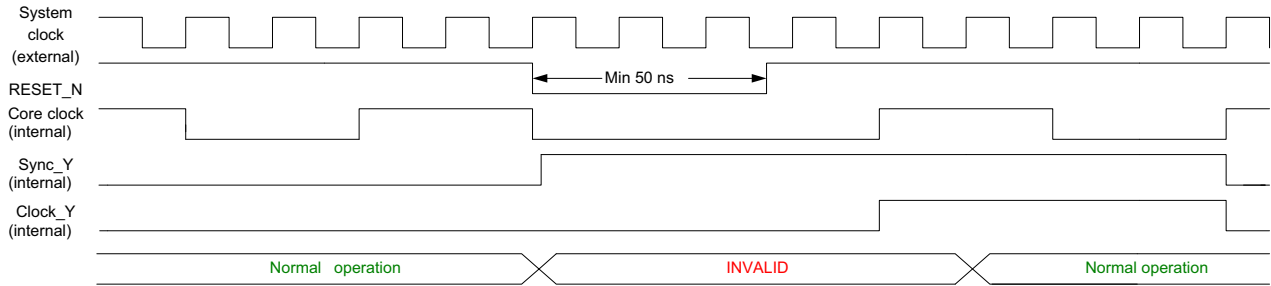 System
clock
(external)
Min 50 ns
RESET_N
Core clock
(internal)
Sync_Y
(internal)
Clock_Y
(internal)
Normal operation
INVALID
Normal operation